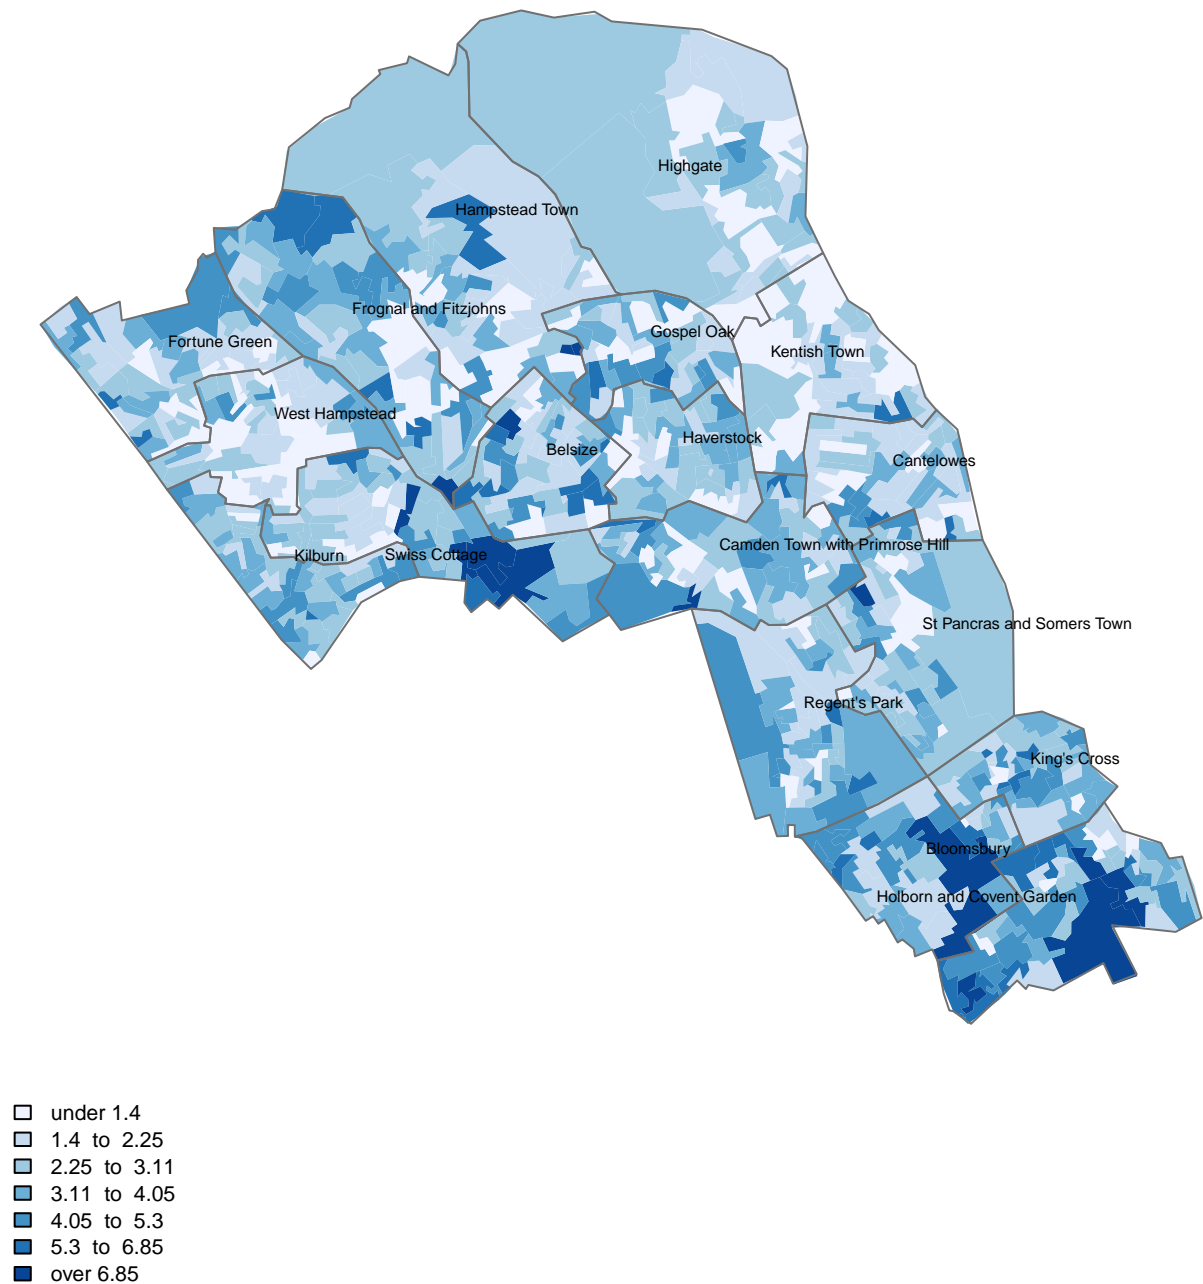 Highgate
Hampstead Town
Frognal and Fitzjohns
Gospel Oak
Fortune Green
Kentish Town
West Hampstead
Haverstock
Belsize
Cantelowes
Camden Town with Primrose Hill
Kilburn
Swiss Cottage
St Pancras and Somers Town
Regent's Park
King's Cross
Bloomsbury
Holborn and Covent Garden
under 1.4
1.4 to 2.25
2.25 to 3.11
3.11 to 4.05
4.05 to 5.3
5.3 to 6.85
over 6.85